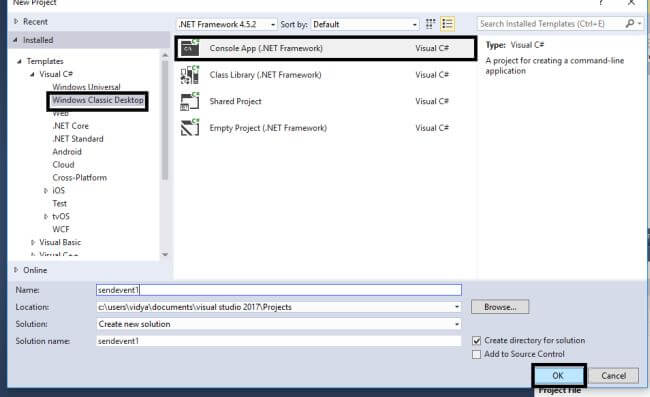 New Project
? X
Recent
.NET Framework 4.5.2 Sort by: Default
Search Installed Templates (Ctrl+E)
Installed
Templates
Visual C#
Windows Universal
Windows Classic Desktop
Web
.NET Core
.NET Standard
Android
Cloud
Cross-Platform
iOS
Test
tvOS
WCF
Visual Basic
Visual C++
Online
Console App (.NET Framework) Visual C#
Class Library (.NET Framework) Visual C#
Shared Project Visual C#
Empty Project (.NET Framework) Visual C#
Type: Visual C#
A project for creating a command-line
application
Name: sendevent1
Location: c:\users\vidya\documents\visual studio 2017\Projects Browse...
Solution: Create new solution
Solution name: sendevent1
Create directory for solution
Add to Source Control
OK Cancel
Project File